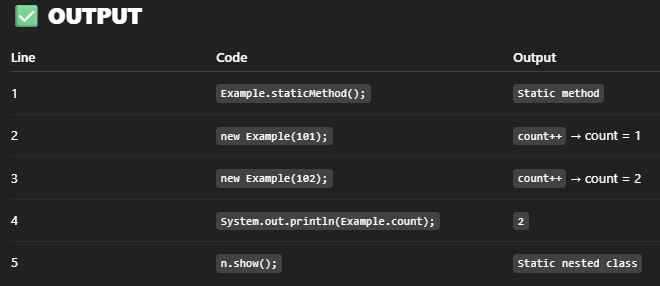 ✅ OUTPUT
Line Code Output
1 Example.staticMethod(); Static method
2 new Example(101); count++ → count = 1
3 new Example(102); count++ → count = 2
4 System.out.println(Example.count); 2
5 n.show(); Static nested class